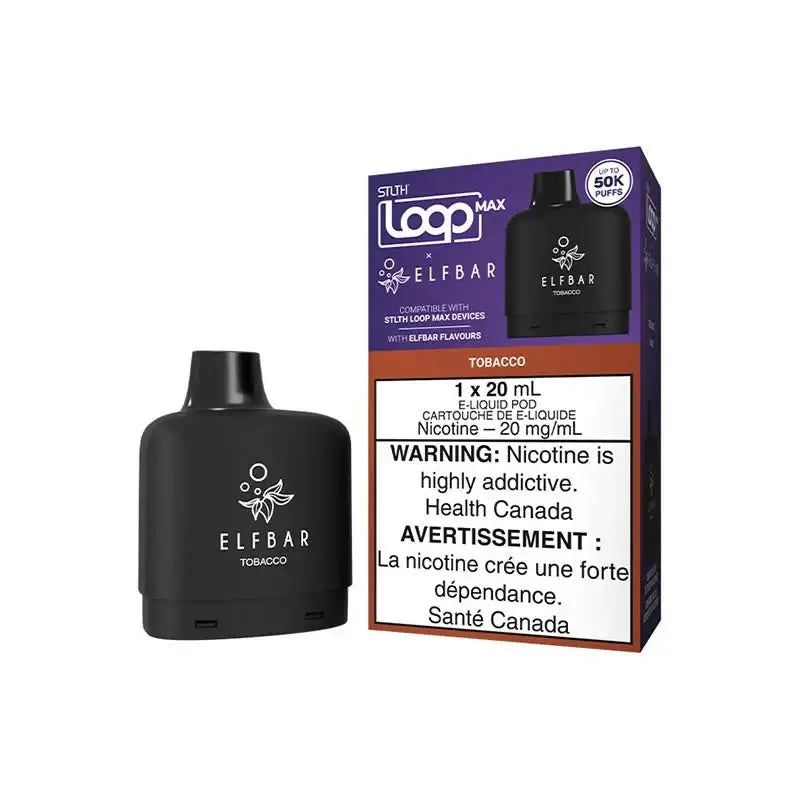 STLTH
LOOP MAX
×
ELFBAR
COMPATIBLE WITH
STLTH LOOP MAX DEVICES
WITH ELFBAR FLAVOURS
UP TO
50K
PUFFS
ELFBAR
TOBACCO
TOBACCO
1 x 20 mL
E-LIQUID POD
CARTOUCHE DE E-LIQUIDE
Nicotine – 20 mg/mL
WARNING: Nicotine is
highly addictive.
Health Canada
AVERTISSEMENT :
La nicotine crée une forte
dépendance.
Santé Canada
ELFBAR
TOBACCO